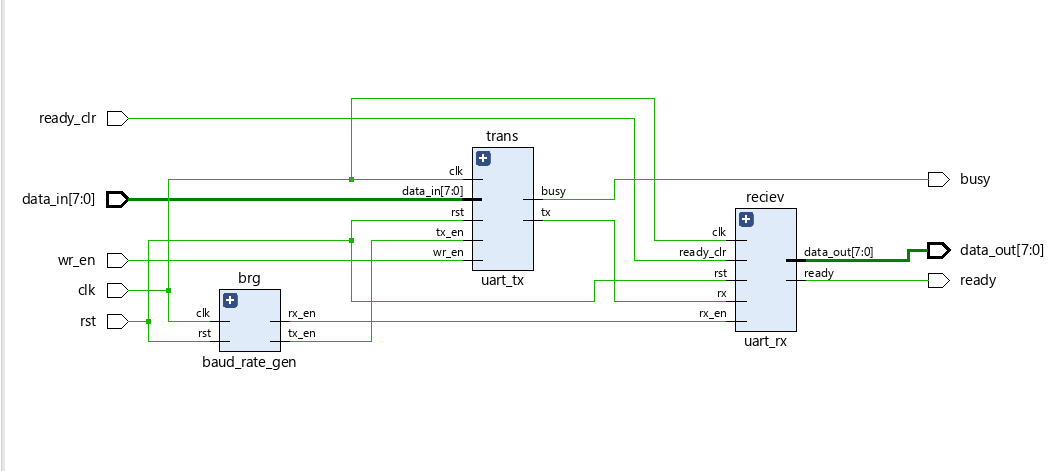 ready_clr
data_in[7:0]
wr_en
clk
rst
brg
clk
rst
rx_en
tx_en
baud_rate_gen
trans
clk
data_in[7:0]
rst
tx_en
wr_en
busy
tx
uart_tx
reciev
clk
ready_clr
rst
rx
rx_en
data_out[7:0]
ready
uart_rx
busy
data_out[7:0]
ready